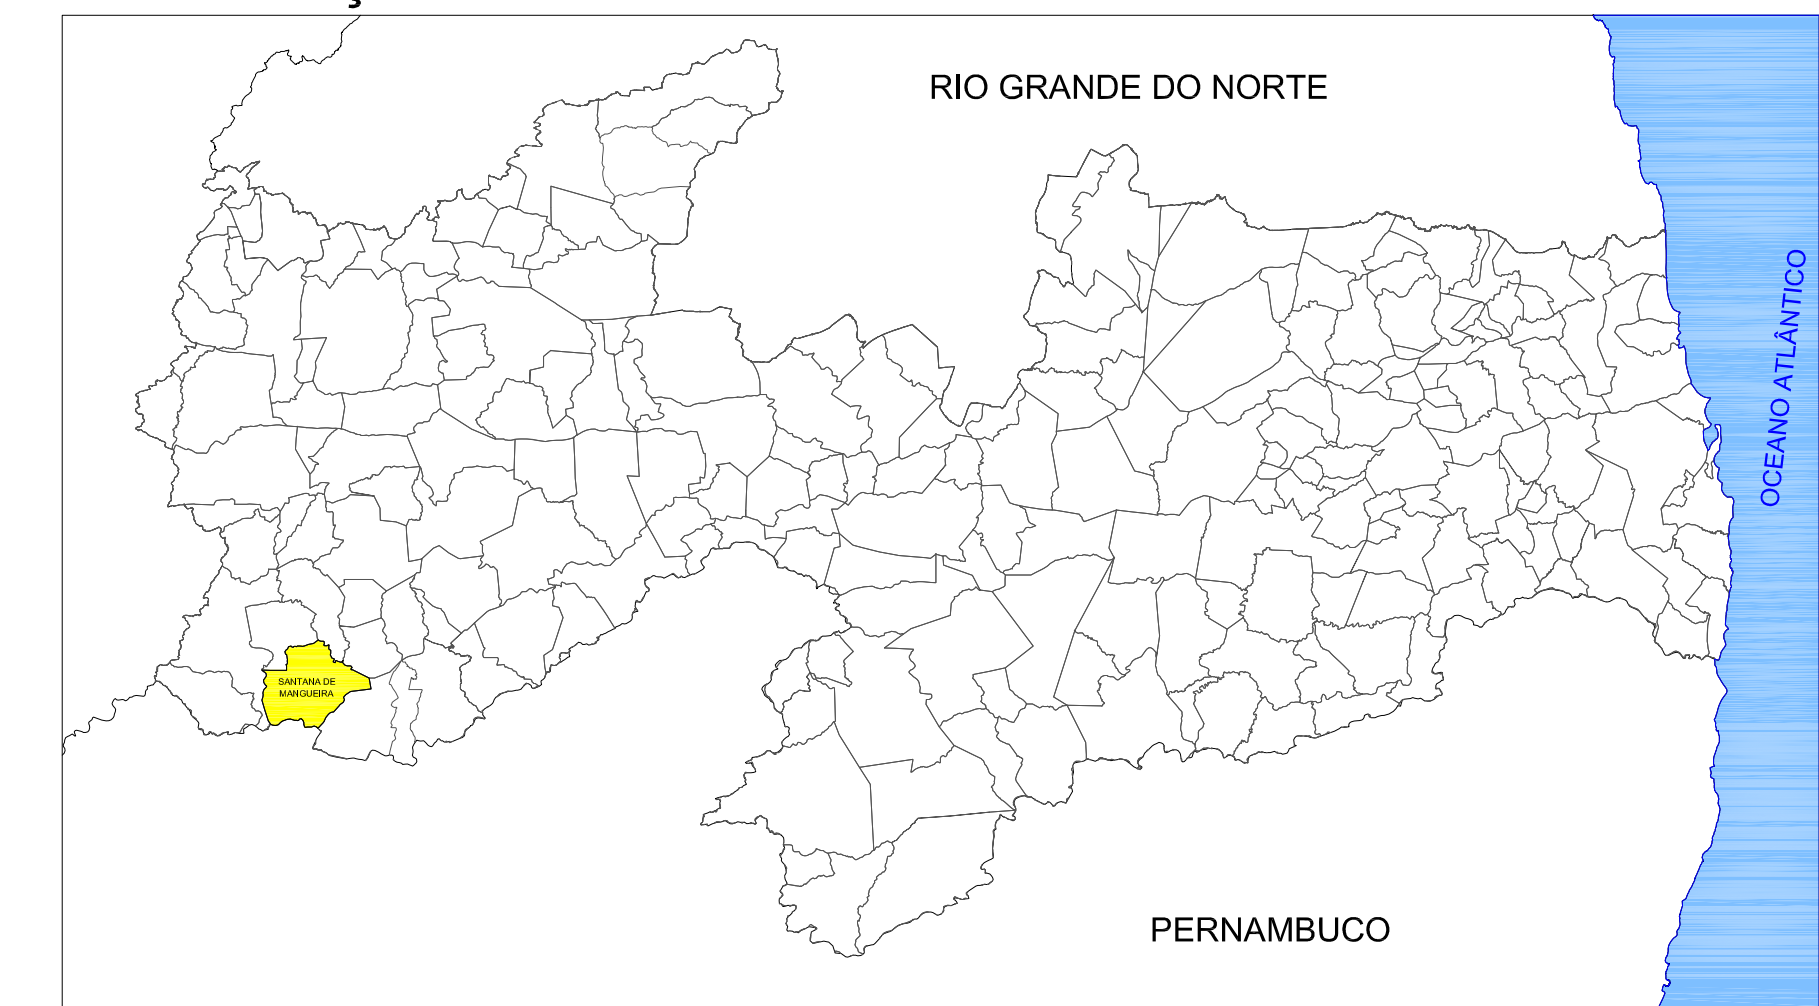 RIO GRANDE DO NORTE
OCEANO ATLÂNTICO
SANTANA DE
MANGUEIRA
PERNAMBUCO